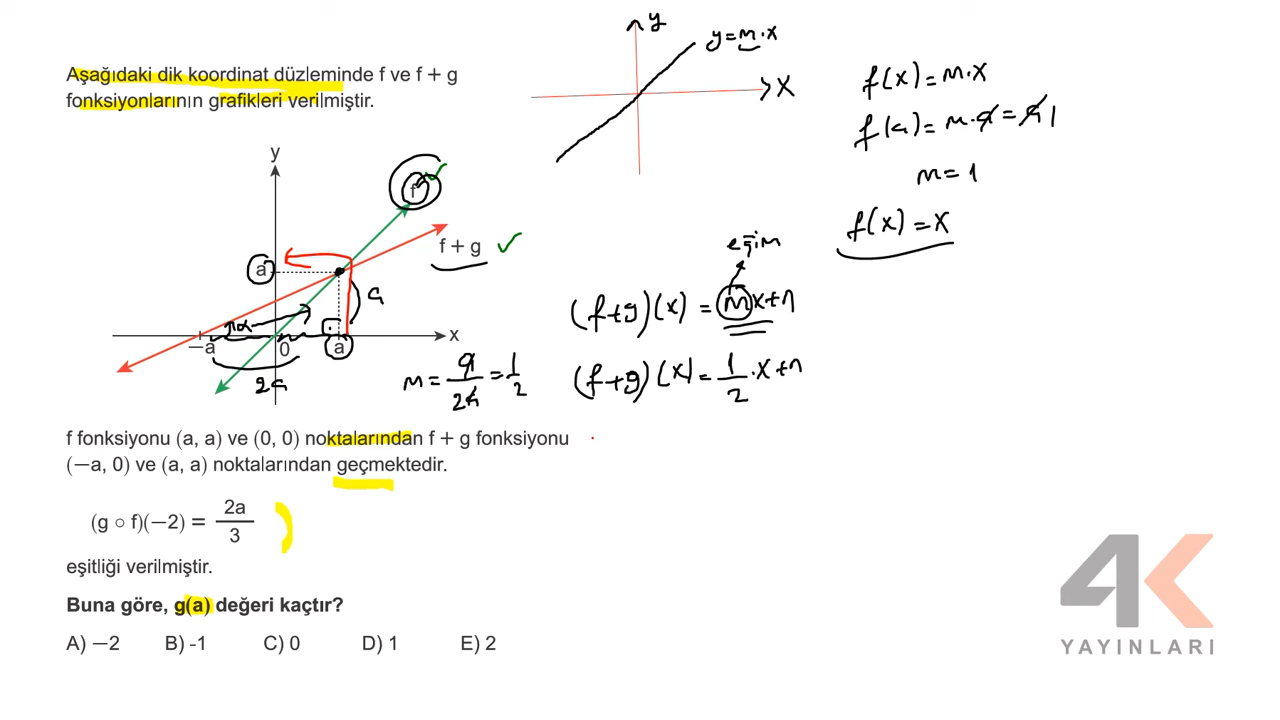 Aşağıdaki dik koordinat düzleminde f ve f + g
fonksiyonlarının grafikleri verilmiştir.
y
y=m·x
x
f(x)=m·x
f(a)=m·a=a 1
m=1
f(x)=x
y
f
f + g
a
a
x
−a
0
a
2a
m=a/2a=1/2
eğim
(f+g)(x)=mx+n
(f+g)(x)=1/2·x+n
f fonksiyonu (a, a) ve (0, 0) noktalarından f + g fonksiyonu
(−a, 0) ve (a, a) noktalarından geçmektedir.
(g ∘ f)(−2) = 2a/3
eşitliği verilmiştir.
Buna göre, g(a) değeri kaçtır?
A) −2 B) -1 C) 0 D) 1 E) 2
4K
YAYINLARI